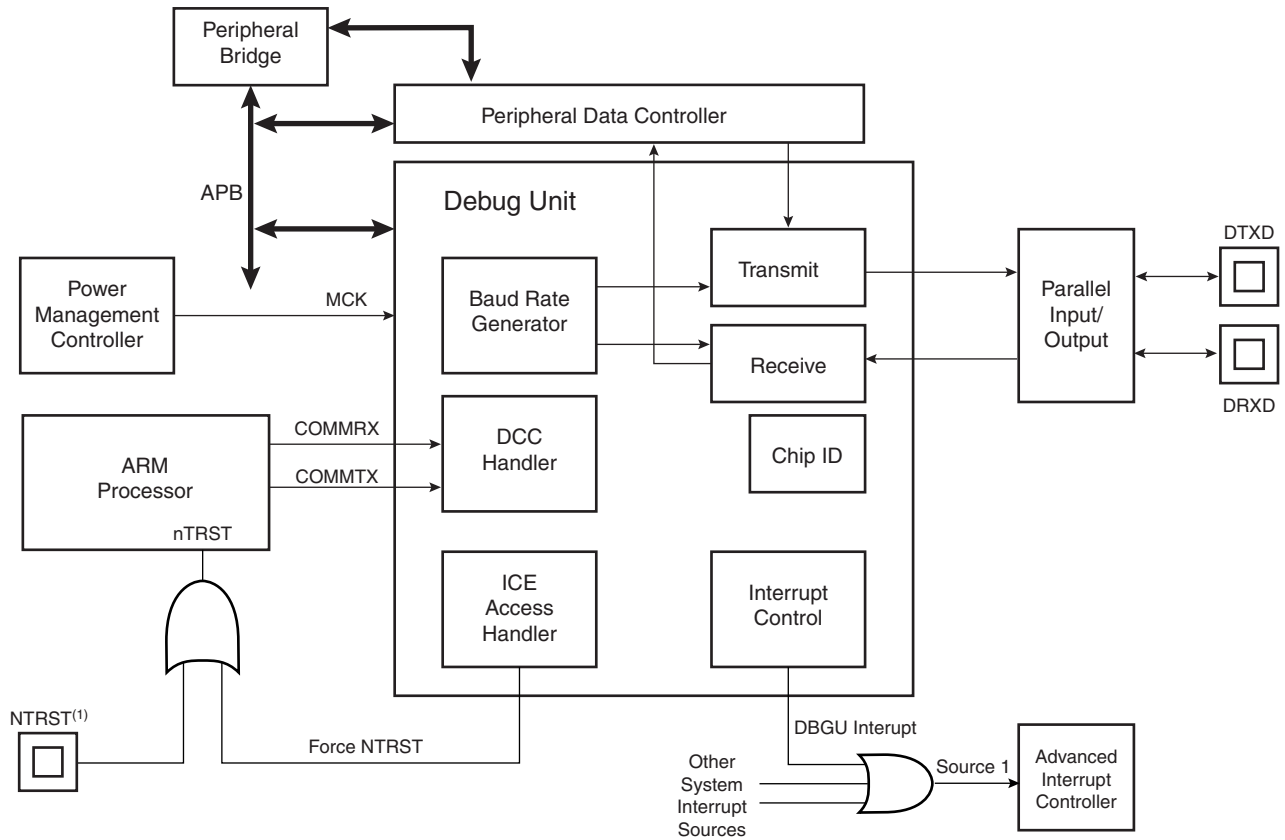 Peripheral
Bridge
Peripheral Data Controller
APB
Debug Unit
Transmit
Power
Management
Controller
MCK
Baud Rate
Generator
Receive
Parallel
Input/
Output
DTXD
DRXD
ARM
Processor
nTRST
COMMRX
COMMTX
DCC
Handler
Chip ID
ICE
Access
Handler
Interrupt
Control
NTRST(1)
Force NTRST
DBGU Interupt
Other
System
Interrupt
Sources
Source 1
Advanced
Interrupt
Controller